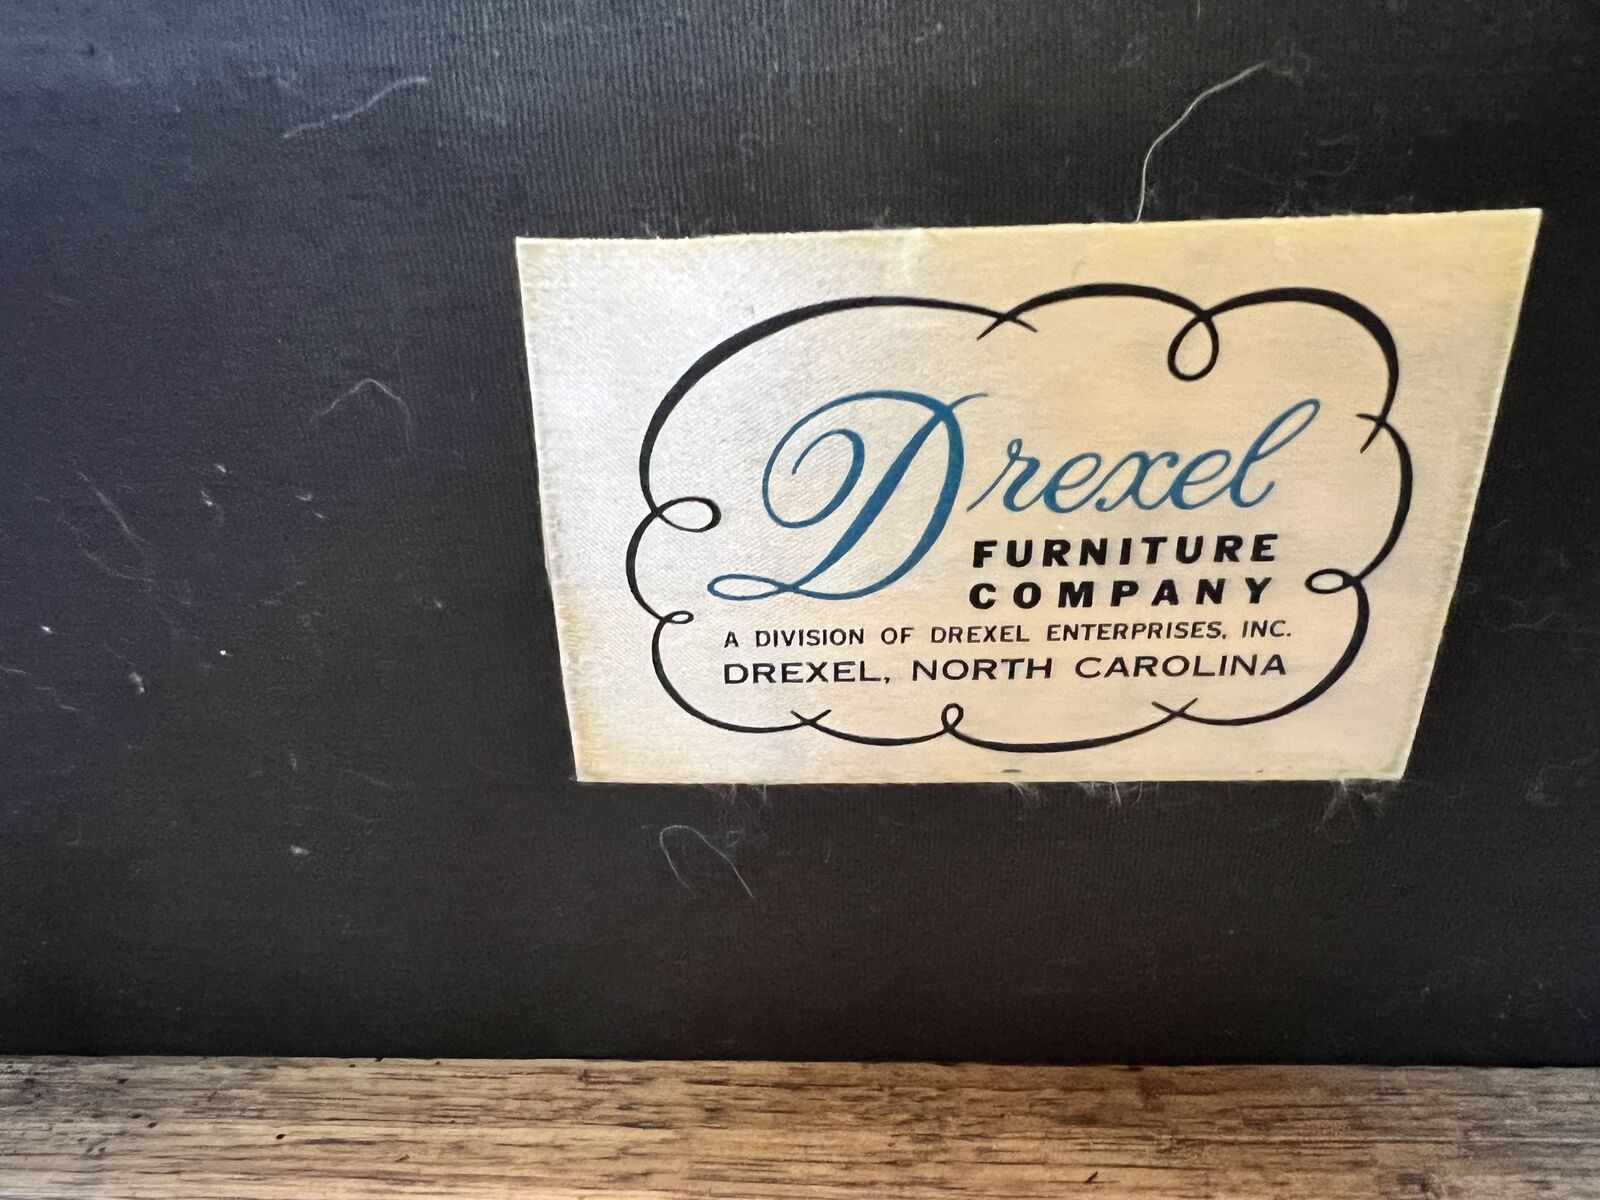 Drexel
FURNITURE
COMPANY
A DIVISION OF DREXEL ENTERPRISES, INC.
DREXEL, NORTH CAROLINA